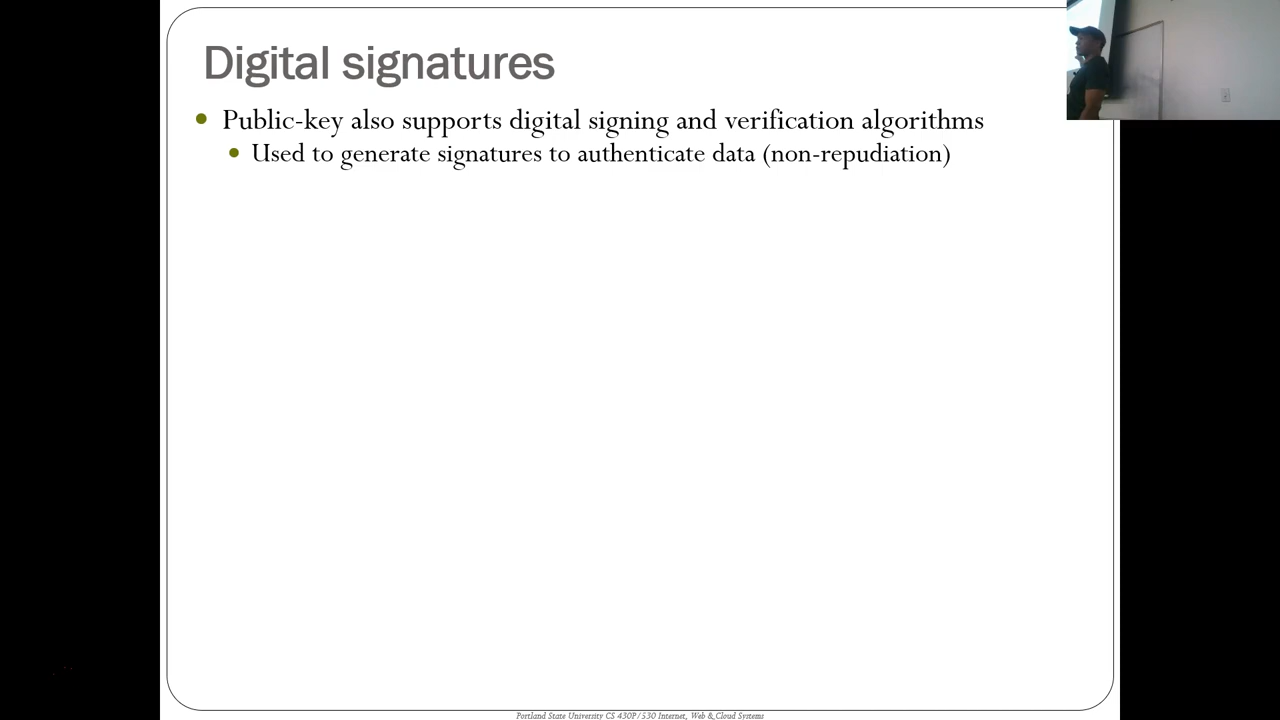 Digital signatures
Public-key also supports digital signing and verification algorithms
Used to generate signatures to authenticate data (non-repudiation)
Portland State University CS 430P/530 Internet, Web & Cloud Systems